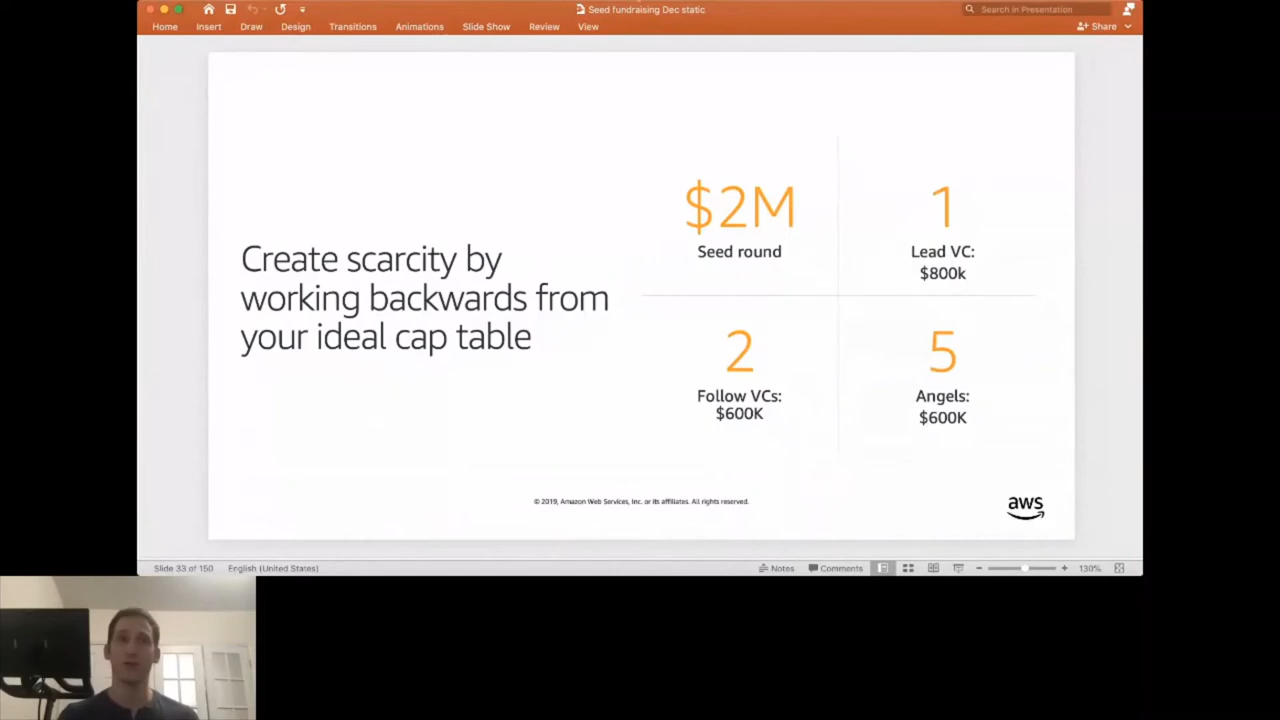 Seed fundraising Dec static
Search in Presentation
Home Insert Draw Design Transitions Animations Slide Show Review View
Share
Create scarcity by
working backwards from
your ideal cap table
$2M
Seed round
1
Lead VC:
$800k
2
Follow VCs:
$600K
5
Angels:
$600K
© 2019, Amazon Web Services, Inc. or its affiliates. All rights reserved.
aws
Slide 33 of 150 English (United States)
Notes Comments 130%